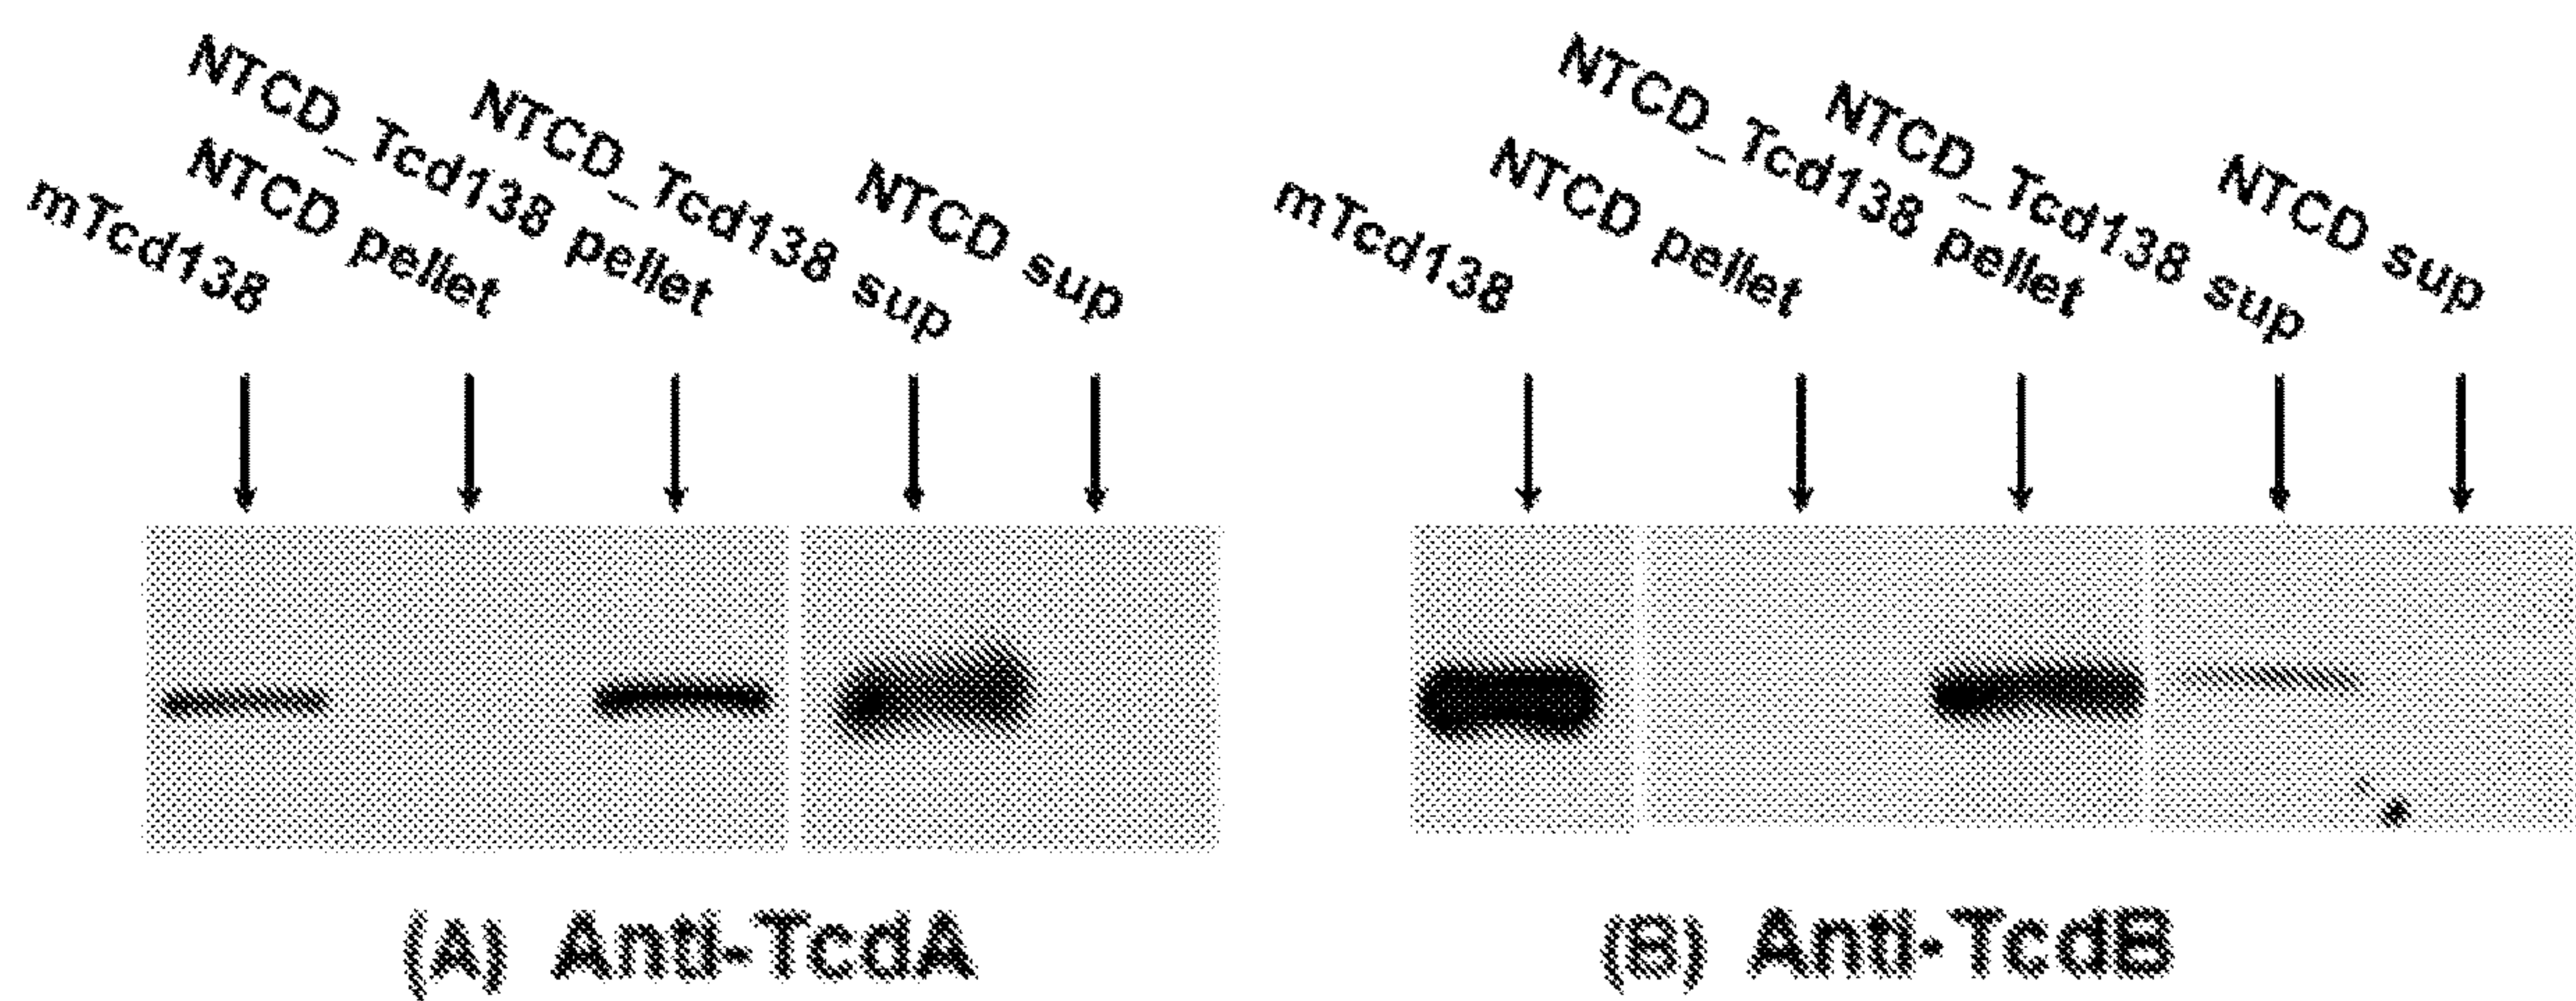 mTcd138
NTCD pellet
NTCD_Tcd138 pellet
NTCD_Tcd138 sup
NTCD sup
mTcd138
NTCD pellet
NTCD_Tcd138 pellet
NTCD_Tcd138 sup
NTCD sup
(A) Anti-TcdA
(B) Anti-TcdB